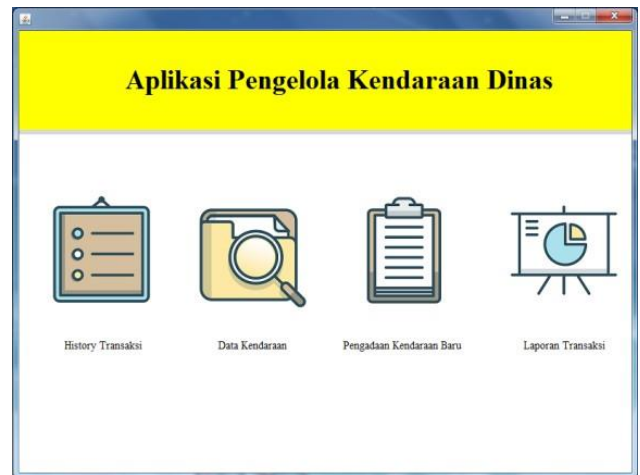 Aplikasi Pengelola Kendaraan Dinas
History Transaksi
Data Kendaraan
Pengadaan Kendaraan Baru
Laporan Transaksi